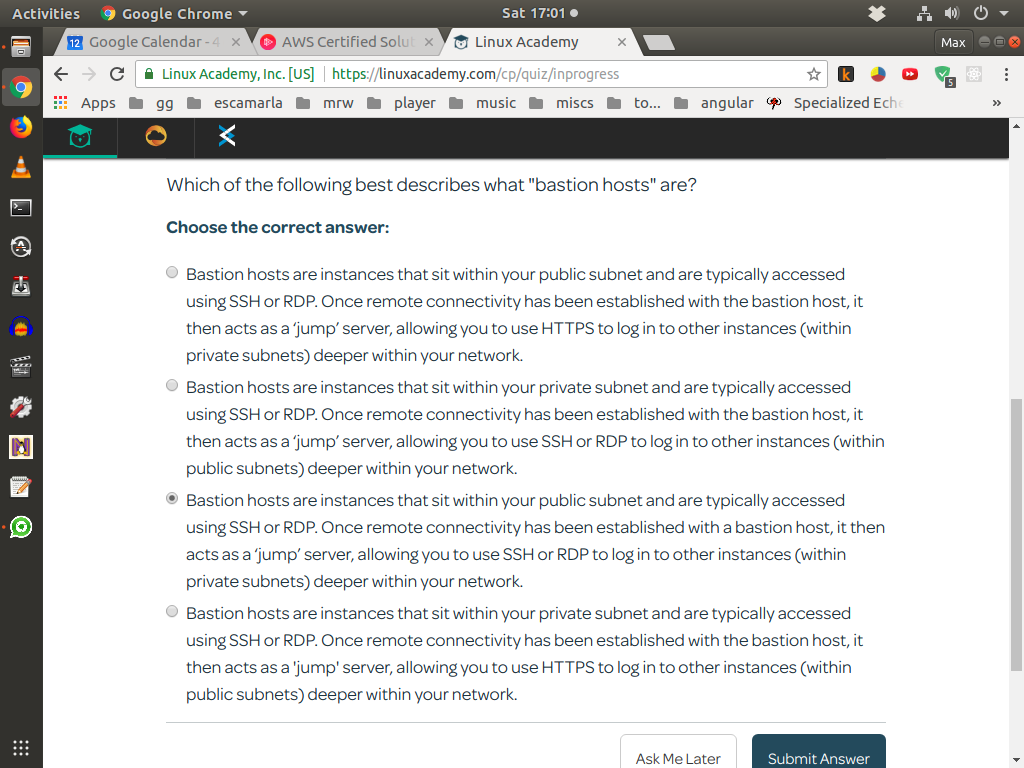 Activities Google Chrome Sat 17:01
Google Calendar - 4 AWS Certified Solut Linux Academy Max
Linux Academy, Inc. [US] https://linuxacademy.com/cp/quiz/inprogress
Apps gg escamarla mrw player music miscs to... angular Specialized Eche »
Which of the following best describes what "bastion hosts" are?
Choose the correct answer:
Bastion hosts are instances that sit within your public subnet and are typically accessed
using SSH or RDP. Once remote connectivity has been established with the bastion host, it
then acts as a ‘jump’ server, allowing you to use HTTPS to log in to other instances (within
private subnets) deeper within your network.
Bastion hosts are instances that sit within your private subnet and are typically accessed
using SSH or RDP. Once remote connectivity has been established with the bastion host, it
then acts as a ‘jump’ server, allowing you to use SSH or RDP to log in to other instances (within
public subnets) deeper within your network.
Bastion hosts are instances that sit within your public subnet and are typically accessed
using SSH or RDP. Once remote connectivity has been established with a bastion host, it then
acts as a ‘jump’ server, allowing you to use SSH or RDP to log in to other instances (within
private subnets) deeper within your network.
Bastion hosts are instances that sit within your private subnet and are typically accessed
using SSH or RDP. Once remote connectivity has been established with the bastion host, it
then acts as a 'jump' server, allowing you to use HTTPS to log in to other instances (within
public subnets) deeper within your network.
Ask Me Later Submit Answer